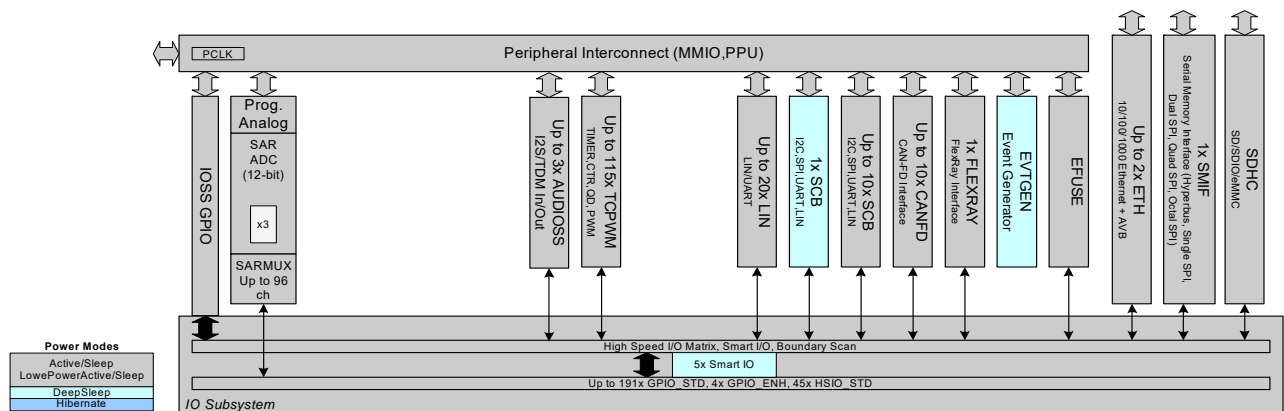 PCLK
Peripheral Interconnect (MMIO,PPU)
IOSS GPIO
Prog.
Analog
SAR
ADC
(12-bit)
x3
SARMUX
Up to 96
ch
Up to 3x AUDIOSS
I2S/TDM In/Out
Up to 115x TCPWM
TIMER,CTR,QD,PWM
Up to 20x LIN
LIN/UART
1x SCB
I2C,SPI,UART,LIN
Up to 10x SCB
I2C,SPI,UART,LIN
Up to 10x CANFD
CAN-FD Interface
1x FLEXRAY
FlexRay Interface
EVTGEN
Event Generator
EFUSE
Up to 2x ETH
10/100/1000 Ethernet + AVB
1x SMIF
Serial Memory Interface (Hyperbus, Single SPI,
Dual SPI, Quad SPI, Octal SPI)
SDHC
SD/SDIO/eMMC
High Speed I/O Matrix, Smart I/O, Boundary Scan
5x Smart IO
Up to 191x GPIO_STD, 4x GPIO_ENH, 45x HSIO_STD
IO Subsystem
Power Modes
Active/Sleep
LowePowerActive/Sleep
DeepSleep
Hibernate